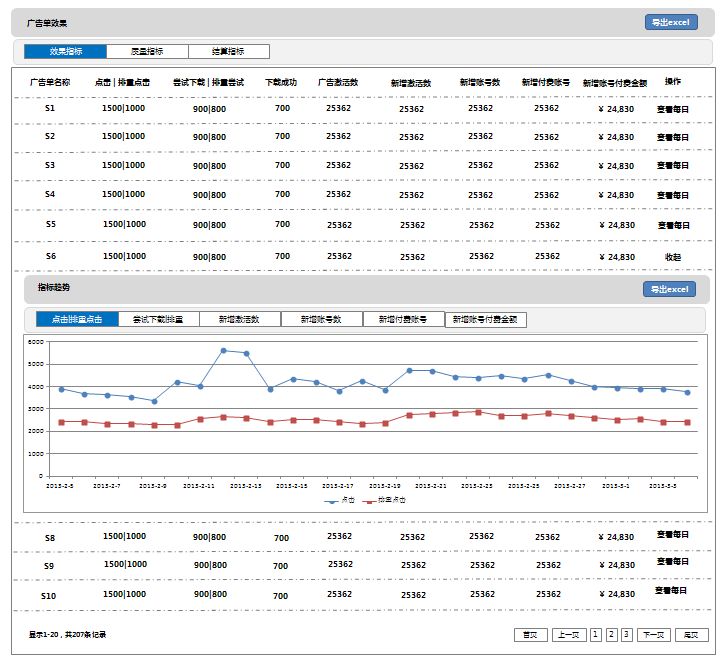 广告单效果 导出excel
效果指标 质量指标 结算指标
广告单名称 点击 | 排重点击 尝试下载 | 排重尝试 下载成功 广告激活数 新增激活数 新增账号数 新增付费账号 新增账号付费金额 操作
S1 1500|1000 900|800 700 25362 25362 25362 25362 ¥ 24,830 查看每日
S2 1500|1000 900|800 700 25362 25362 25362 25362 ¥ 24,830 查看每日
S3 1500|1000 900|800 700 25362 25362 25362 25362 ¥ 24,830 查看每日
S4 1500|1000 900|800 700 25362 25362 25362 25362 ¥ 24,830 查看每日
S5 1500|1000 900|800 700 25362 25362 25362 25362 ¥ 24,830 查看每日
S6 1500|1000 900|800 700 25362 25362 25362 25362 ¥ 24,830 收起
指标趋势 导出excel
点击|排重点击 尝试下载|排重 新增激活数 新增账号数 新增付费账号 新增账号付费金额
6000
5000
4000
3000
2000
1000
0
2013-2-5 2013-2-7 2013-2-9 2013-2-11 2013-2-13 2013-2-15 2013-2-17 2013-2-19 2013-2-21 2013-2-23 2013-2-25 2013-2-27 2013-3-1 2013-3-3
点击 排重点击
S8 1500|1000 900|800 700 25362 25362 25362 25362 ¥ 24,830 查看每日
S9 1500|1000 900|800 700 25362 25362 25362 25362 ¥ 24,830 查看每日
S10 1500|1000 900|800 700 25362 25362 25362 25362 ¥ 24,830 查看每日
显示1-20，共207条记录 首页 上一页 1 2 3 下一页 尾页